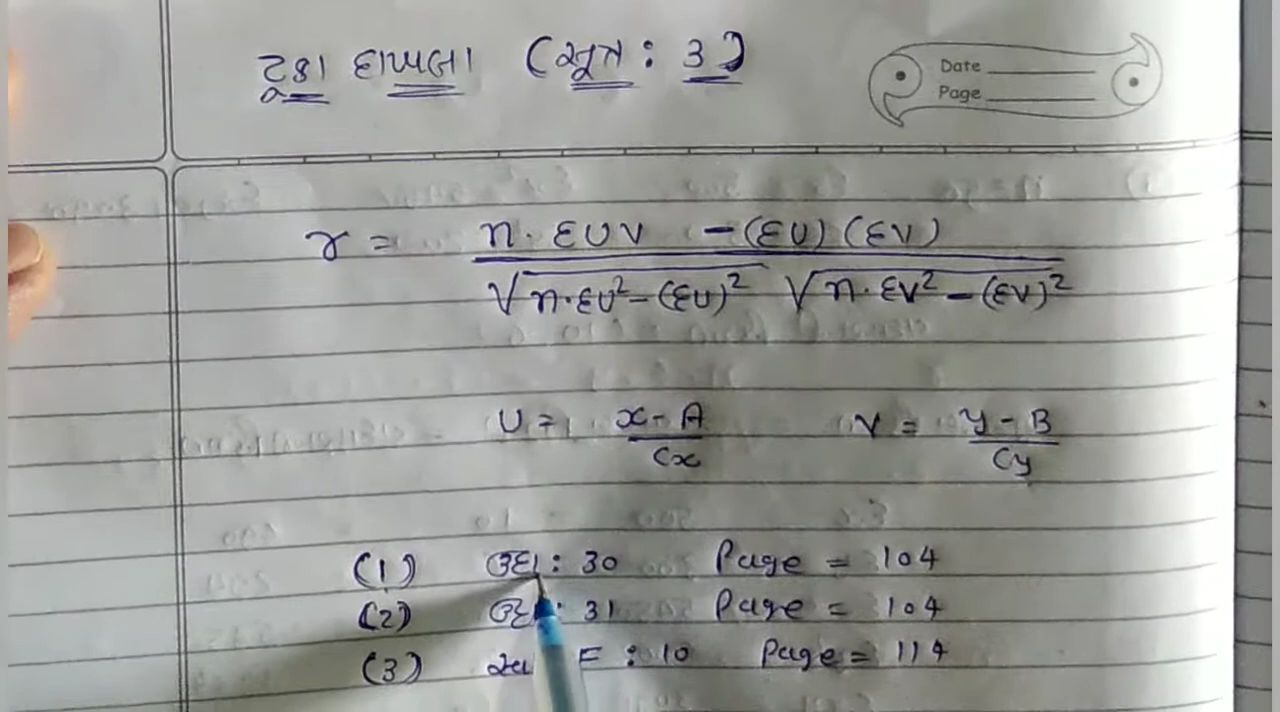 ટૂંકા દાખલા (સૂત્ર : ૩)
Date
Page
r = n·ΣUV - (ΣU) (ΣV) / √n·ΣU² - (ΣU)² √n·ΣV² - (ΣV)²
U = x - A / Cx V = y - B / Cy
(1) ઉદા : 30 Page = 104
(2) ઉદા : 31 Page = 104
(3) F : 10 Page = 114